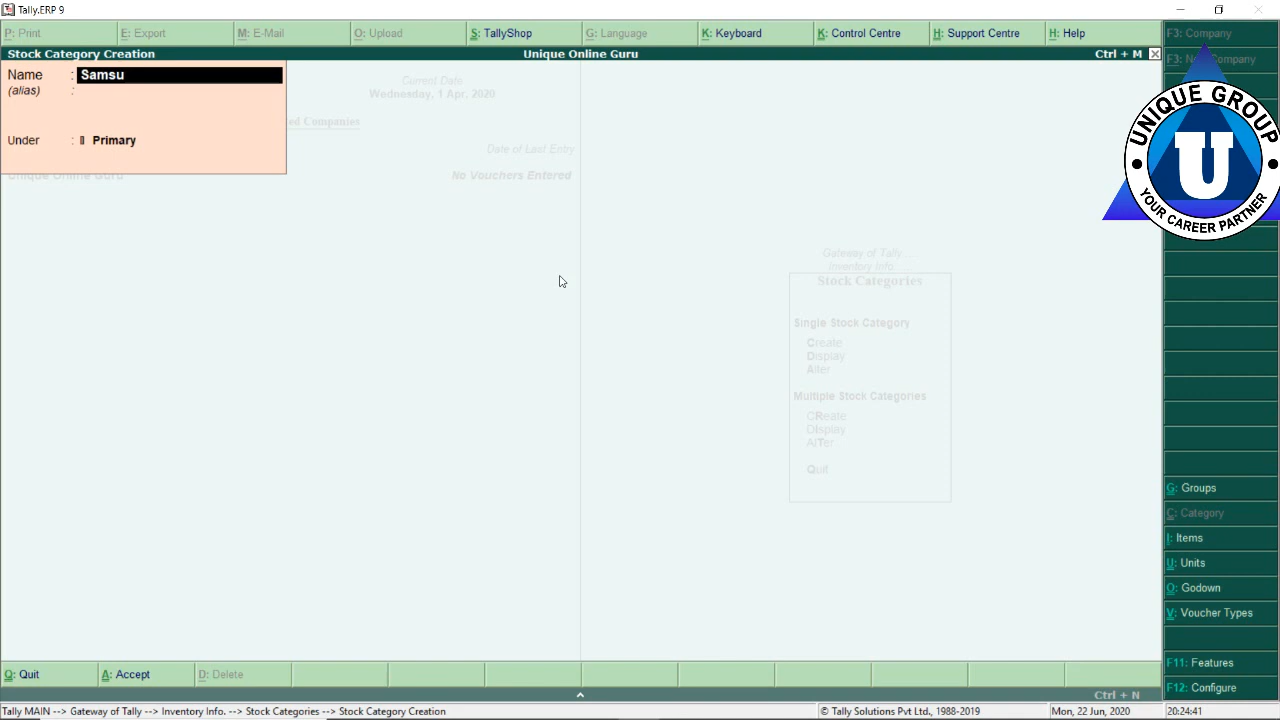 Tally.ERP 9
P: Print
E: Export
M: E-Mail
O: Upload
S: TallyShop
G: Language
K: Keyboard
K: Control Centre
H: Support Centre
H: Help
F3: Company
Stock Category Creation
Unique Online Guru
Ctrl + M
Company
Name : Samsu
(alias) :
Current Date
Wednesday, 1 Apr, 2020
ed Companies
Under : Primary
Date of Last Entry
Unique Online Guru
No Vouchers Entered
UNIQUE GROUP
U
YOUR CAREER PARTNER
Gateway of Tally ......
Inventory Info ......
Stock Categories
Single Stock Category
Create
Display
Alter
Multiple Stock Categories
CReate
DIsplay
AlTer
Quit
G: Groups
C: Category
I: Items
U: Units
O: Godown
V: Voucher Types
F11: Features
F12: Configure
Q: Quit
A: Accept
D: Delete
Ctrl + N
Tally MAIN --> Gateway of Tally --> Inventory Info. --> Stock Categories --> Stock Category Creation
© Tally Solutions Pvt Ltd., 1988-2019
Mon, 22 Jun, 2020
20:24:41